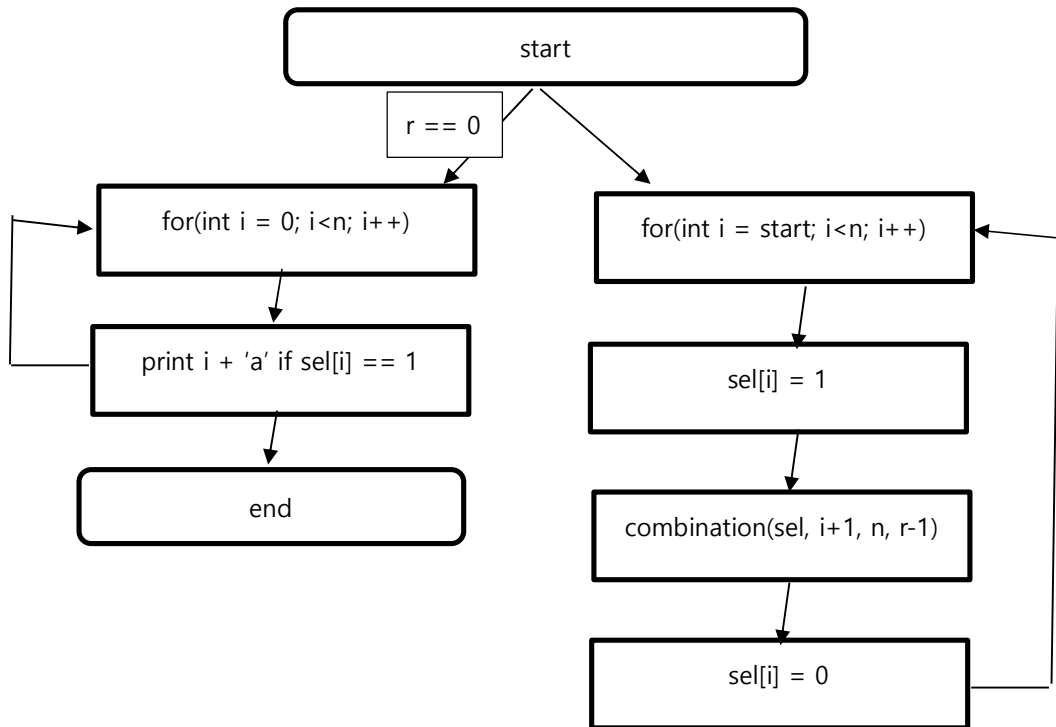 start
r == 0
for(int i = 0; i<n; i++)
print i + ‘a’ if sel[i] == 1
end
for(int i = start; i<n; i++)
sel[i] = 1
combination(sel, i+1, n, r-1)
sel[i] = 0